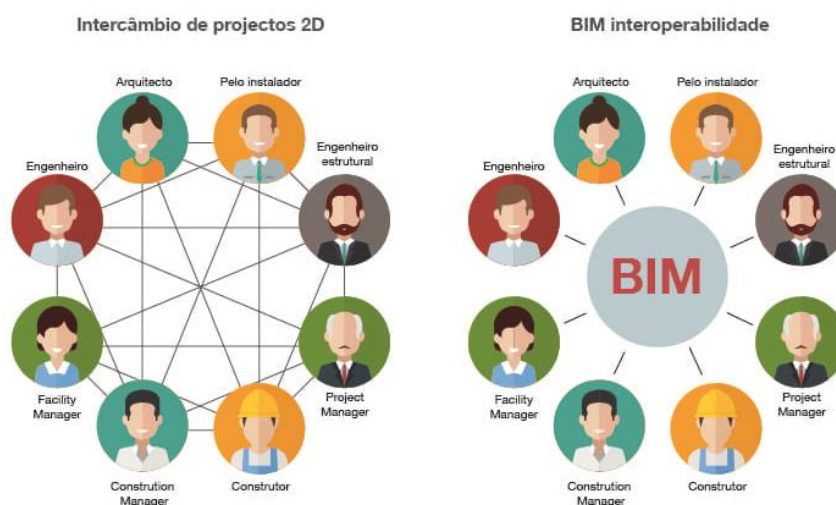 Intercâmbio de projectos 2D
Arquitecto
Pelo instalador
Engenheiro
Engenheiro
estrutural
Facility
Manager
Project
Manager
Constrution
Manager
Construtor
BIM interoperabilidade
Arquitecto
Pelo instalador
Engenheiro
Engenheiro
estrutural
BIM
Facility
Manager
Project
Manager
Constrution
Manager
Construtor